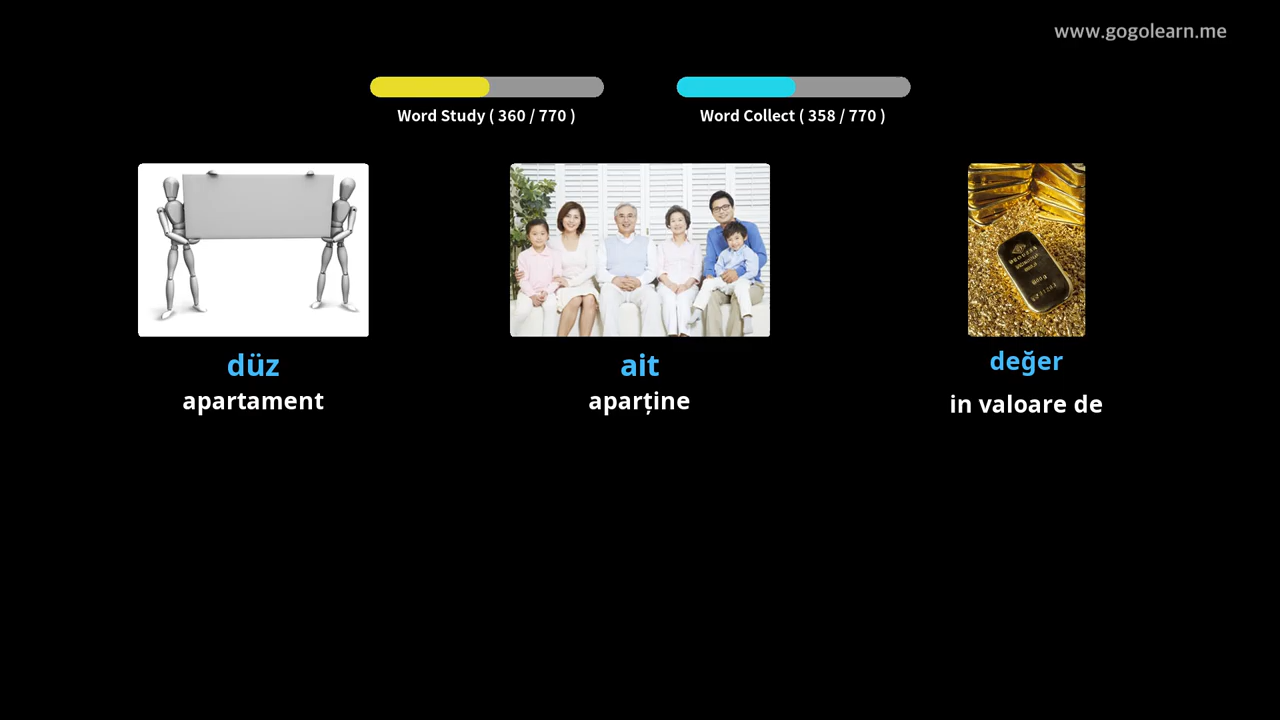 www.gogolearn.me
Word Study ( 360 / 770 )
Word Collect ( 358 / 770 )
düz
ait
değer
apartament
aparține
in valoare de